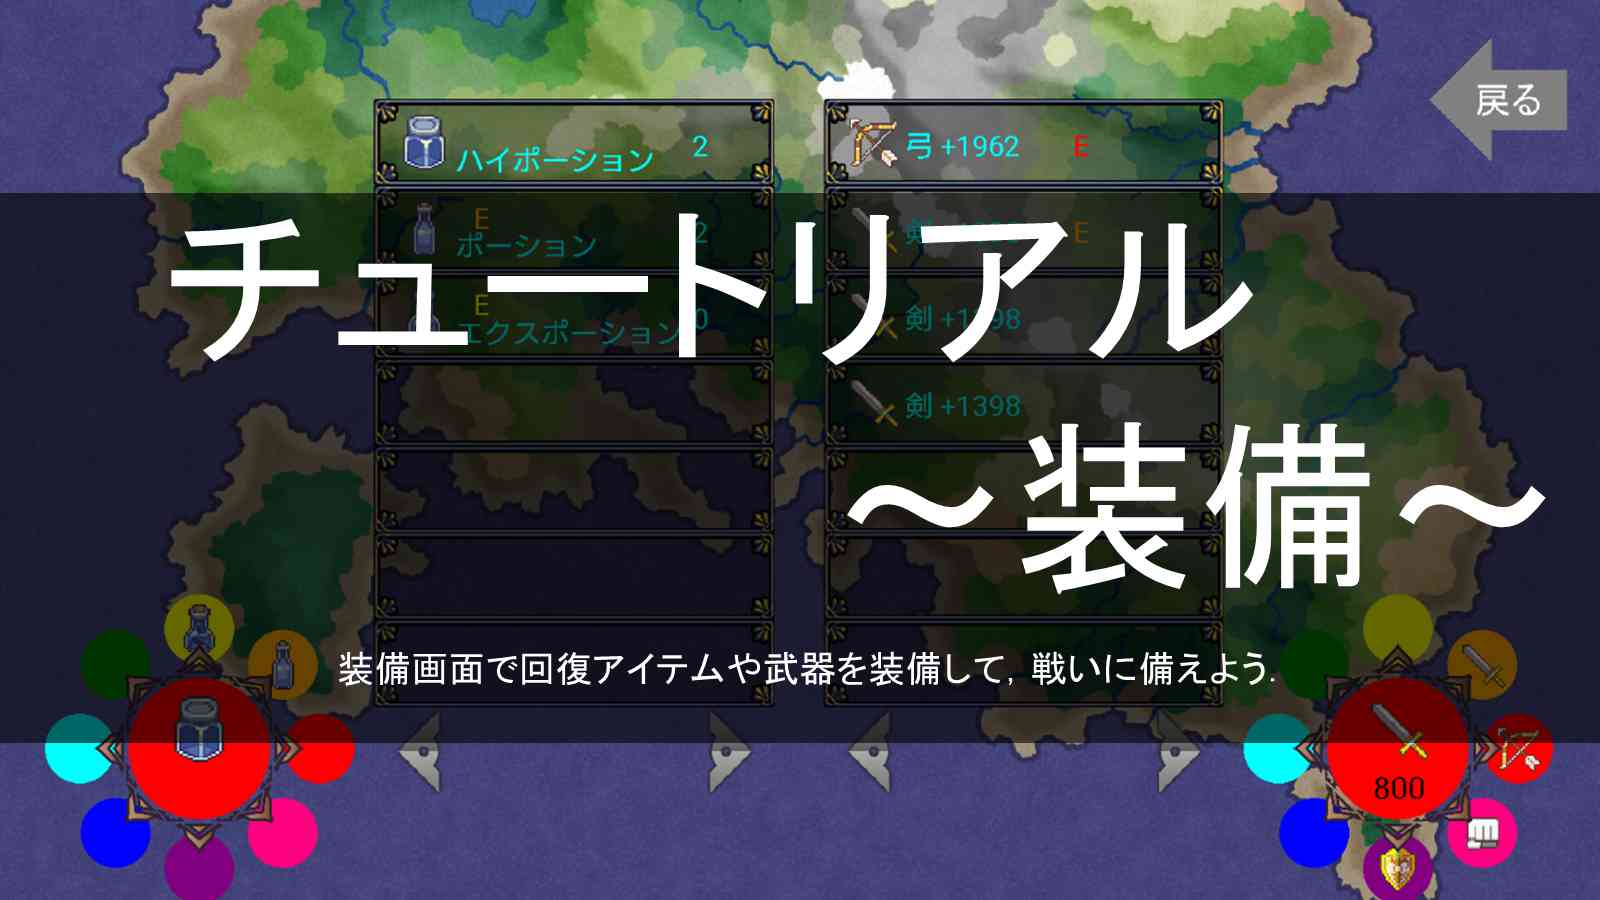 戻る
ハイポーション 2
弓 +1962 E
E
ポーション 2
剣 E
E
エクスポーション 0
剣 +1398
剣 +1398
チュートリアル
～装備～
装備画面で回復アイテムや武器を装備して, 戦いに備えよう.
800